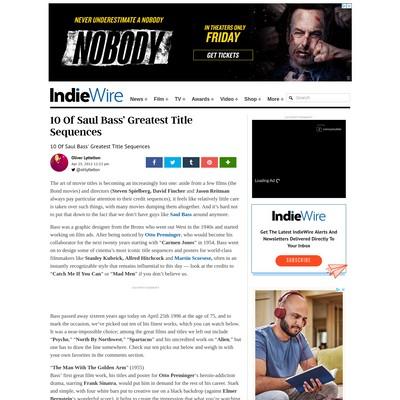 NEVER UNDERESTIMATE A NOBODY
NOBODY
IN THEATERS ONLY
FRIDAY
GET TICKETS
IndieWire
News
Film
TV
Awards
Video
Shop
More
Search
10 Of Saul Bass' Greatest Title
Sequences
10 Of Saul Bass' Greatest Title Sequences
Oliver Lyttelton
Apr 25, 2012 12:23 pm
@olilyttelton
The art of movie titles is becoming an increasingly lost one: aside from a few films (the
Bond movies) and directors (Steven Spielberg, David Fincher and Jason Reitman
always pay particular attention to their credit sequences), it feels like relatively little care
is taken over such things, with many movies dumping them altogether. And it's hard not
to put that down to the fact that we don't have guys like Saul Bass around anymore.
Bass was a graphic designer from the Bronx who went out West in the 1940s and started
working on film ads. After being noticed by Otto Preminger, who would become his
collaborator for the next twenty years starting with "Carmen Jones" in 1954, Bass went
on to design some of cinema's most iconic title sequences and posters for world-class
filmmakers like Stanley Kubrick, Alfred Hitchcock and Martin Scorsese, often in an
instantly recognizable style that remains influential to this day — look at the credits to
"Catch Me If You Can" or "Mad Men" if you don't believe us.
Bass passed away sixteen years ago today on April 25th 1996 at the age of 75, and to
mark the occasion, we've picked out ten of his finest works, which you can watch below.
It was a near-impossible choice; among the great films and titles we left out include
"Psycho," "North By Northwest," "Spartacus" and his uncredited work on "Alien," but
one has to draw the line somewhere. Check our ten picks out below and weigh in with
your own favorites in the comments section.
"The Man With The Golden Arm" (1955)
Bass' first great film work, his titles and poster for Otto Preminger's heroin-addiction
drama, starring Frank Sinatra, would put him in demand for the rest of his career. Stark
and simple, with four white bars put to creative use on a black backdrop (against Elmer
Bernstein's wonderful score), it helps to create the impression that what you're watching
Loading Ad
IndieWire
Get The Latest IndieWire Alerts And
Newsletters Delivered Directly To
Your Inbox
SUBSCRIBE